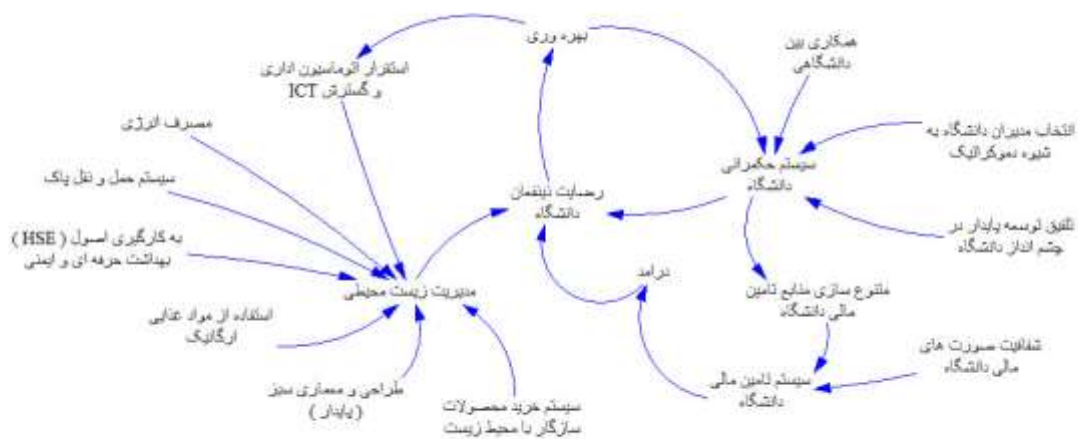 بهره وری
همکاری بین
دانشگاهی
استقرار اتوماسیون اداری
و گسترش ICT
مصرف انرژی
انتخاب مدیران دانشگاه به
شیوه دموکراتیک
سیستم حکمرانی
دانشگاه
سیستم حمل و نقل پاک
رضایت ذینفعان
دانشگاه
تلفیق توسعه پایدار در
چشم انداز دانشگاه
به کارگیری اصول ( HSE )
بهداشت حرفه ای و ایمنی
درامد
مدیریت زیست محیطی
متنوع سازی منابع تامین
مالی دانشگاه
استفاده از مواد غذایی
ارگانیک
شفافیت صورت های
مالی دانشگاه
طراحی و معماری سبز
( پایدار )
سیستم تامین مالی
دانشگاه
سیستم خرید محصولات
سازگار با محیط زیست